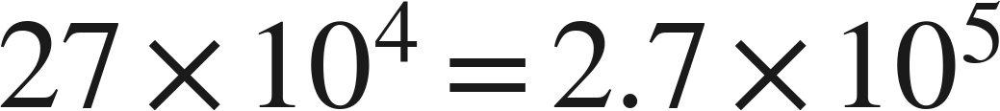 27 × 10⁴ = 2.7 × 10⁵